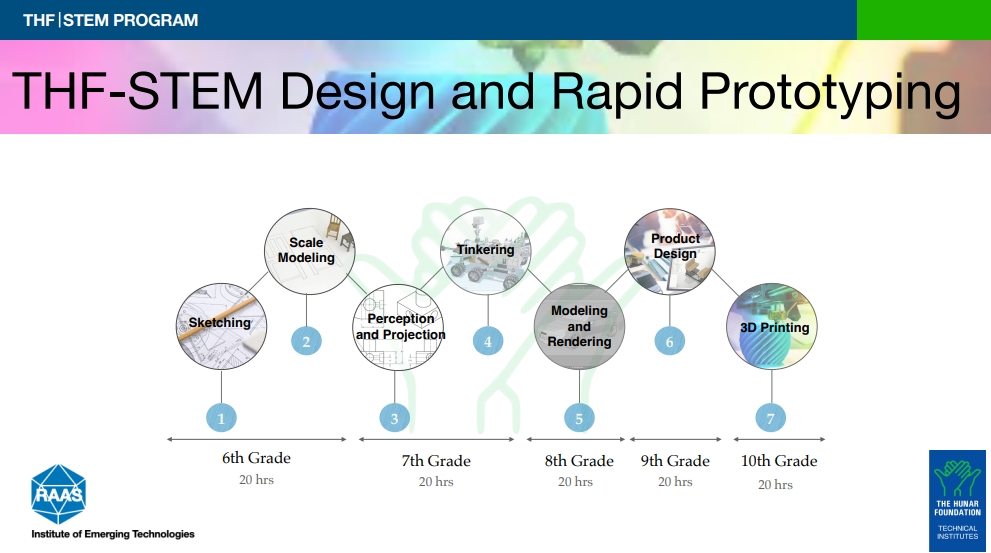 THF|STEM PROGRAM
THF-STEM Design and Rapid Prototyping
Scale
Modeling
Tinkering
Product
Design
Sketching
Perception
and Projection
Modeling
and
Rendering
3D Printing
2
4
6
1
3
5
7
6th Grade
20 hrs
7th Grade
20 hrs
8th Grade
20 hrs
9th Grade
20 hrs
10th Grade
20 hrs
RAAS
Institute of Emerging Technologies
THE HUNAR
FOUNDATION
TECHNICAL
INSTITUTES